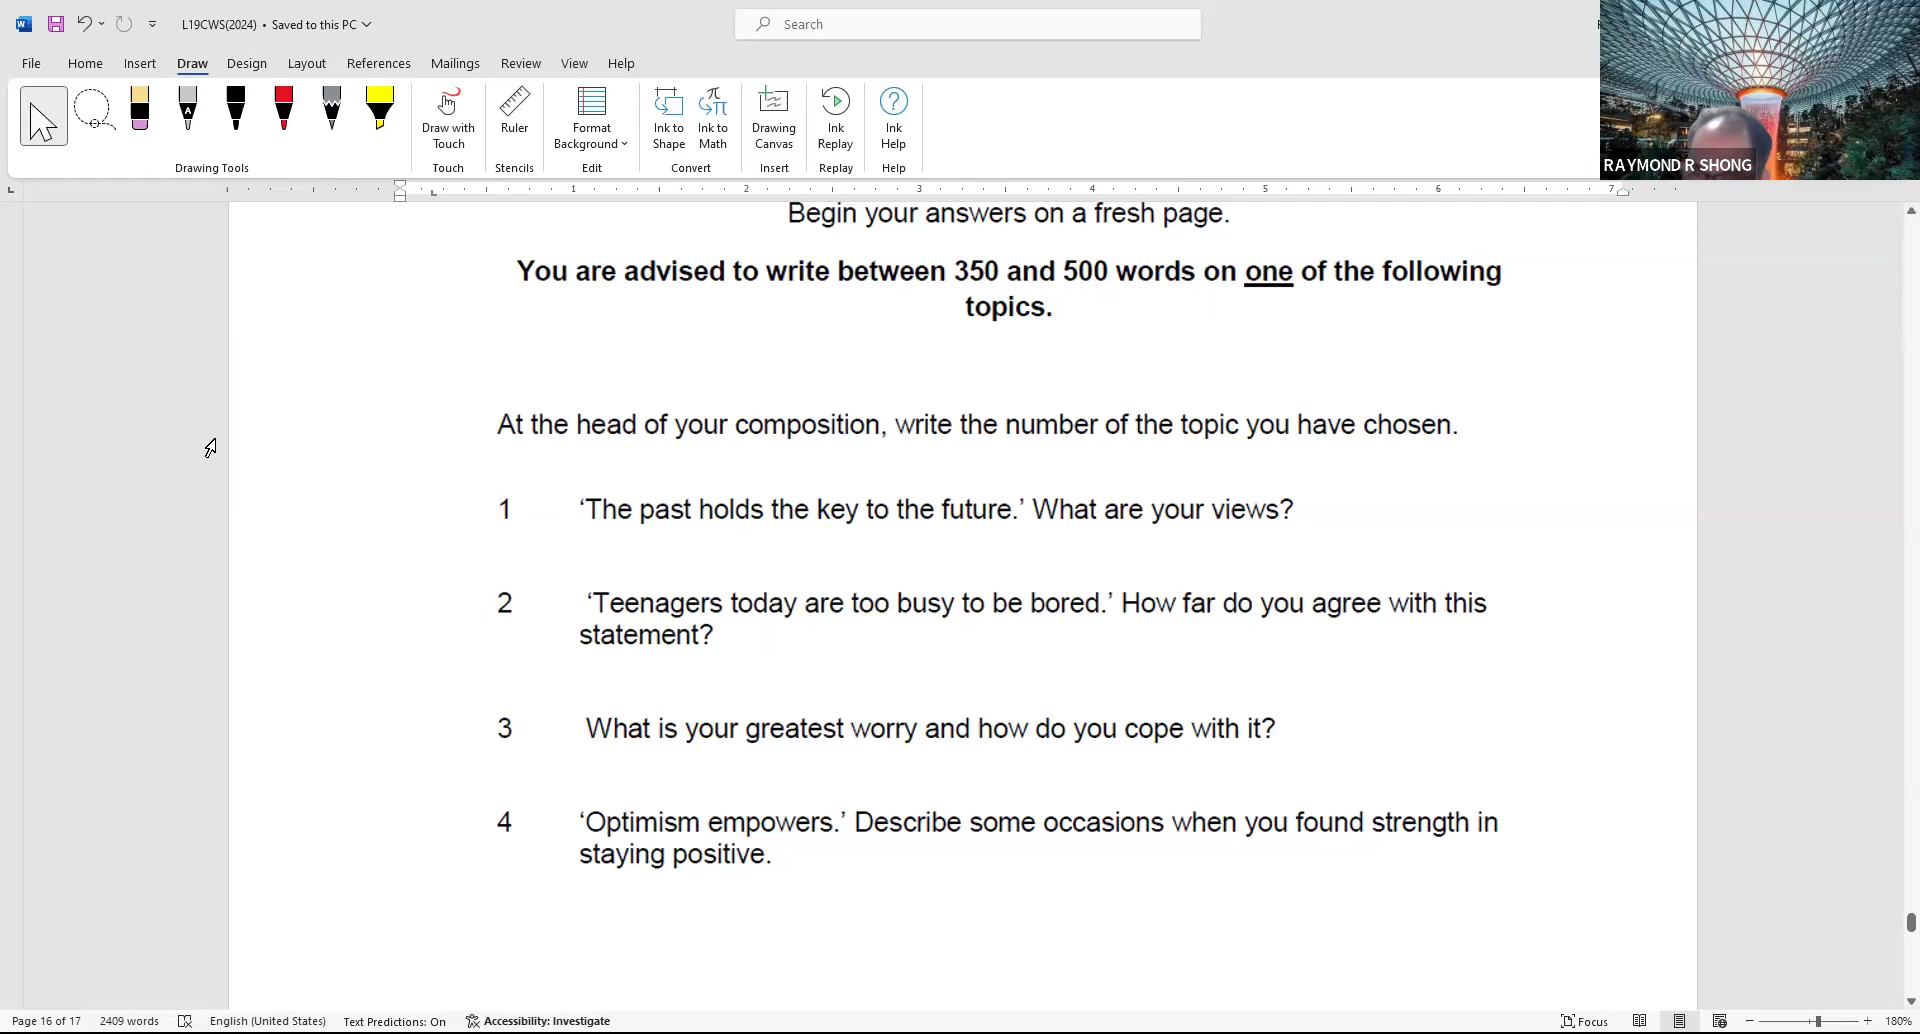 L19CWS(2024) • Saved to this PC
Search
File Home Insert Draw Design Layout References Mailings Review View Help
A
Draw with Touch
Ruler
Format Background
Ink to Shape
Ink to Math
Drawing Canvas
Ink Replay
Ink Help
Drawing Tools Touch Stencils Edit Convert Insert Replay Help
RAYMOND R SHONG
1 2 3 4 5 6 7
Begin your answers on a fresh page.
You are advised to write between 350 and 500 words on one of the following
topics.
At the head of your composition, write the number of the topic you have chosen.
1 ‘The past holds the key to the future.’ What are your views?
2 ‘Teenagers today are too busy to be bored.’ How far do you agree with this
statement?
3 What is your greatest worry and how do you cope with it?
4 ‘Optimism empowers.’ Describe some occasions when you found strength in
staying positive.
Page 16 of 17 2409 words English (United States) Text Predictions: On Accessibility: Investigate Focus 180%